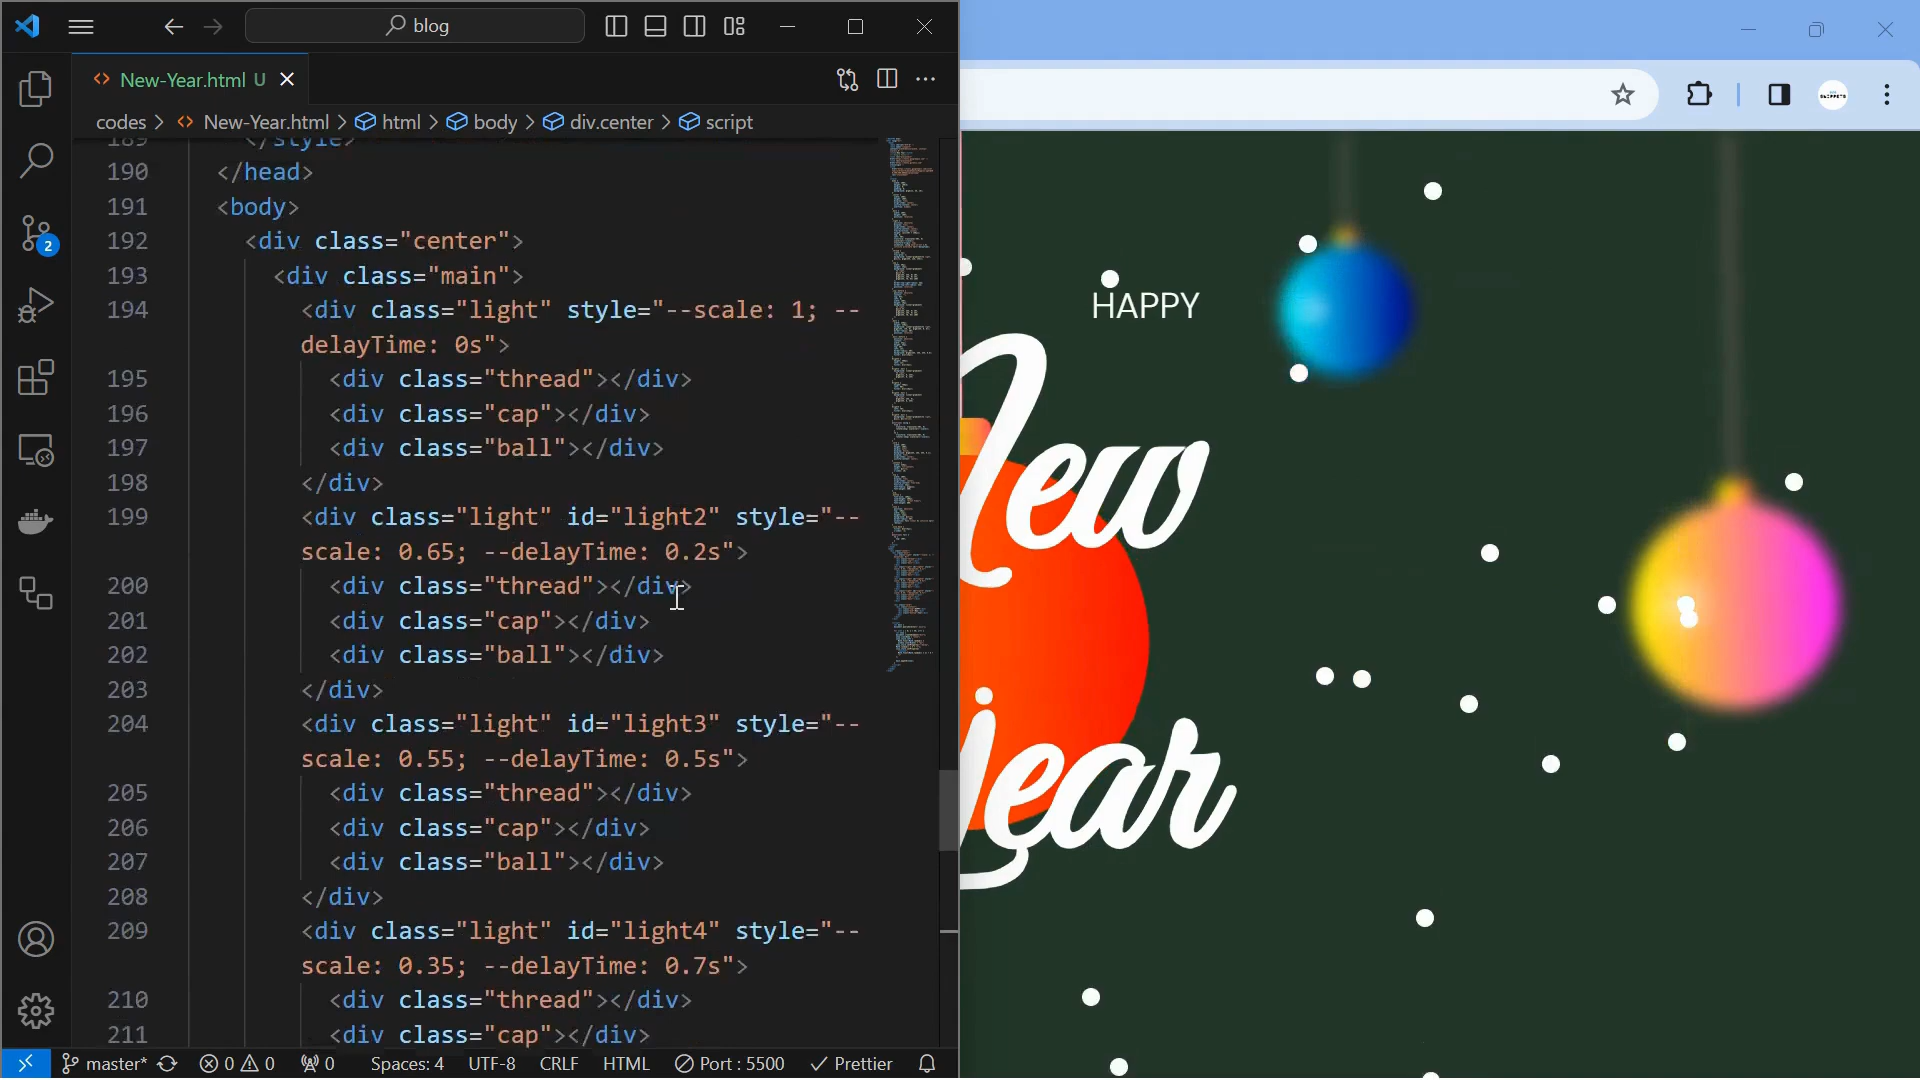 blog
New-Year.html U
codes > New-Year.html > html > body > div.center > script
189 </style>
190 </head>
191 <body>
192 <div class="center">
193 <div class="main">
194 <div class="light" style="--scale: 1; --
delayTime: 0s">
195 <div class="thread"></div>
196 <div class="cap"></div>
197 <div class="ball"></div>
198 </div>
199 <div class="light" id="light2" style="--
scale: 0.65; --delayTime: 0.2s">
200 <div class="thread"></div>
201 <div class="cap"></div>
202 <div class="ball"></div>
203 </div>
204 <div class="light" id="light3" style="--
scale: 0.55; --delayTime: 0.5s">
205 <div class="thread"></div>
206 <div class="cap"></div>
207 <div class="ball"></div>
208 </div>
209 <div class="light" id="light4" style="--
scale: 0.35; --delayTime: 0.7s">
210 <div class="thread"></div>
211 <div class="cap"></div>
2
master* 0 0 0 Spaces: 4 UTF-8 CRLF HTML Port : 5500 Prettier
HAPPY
New
year